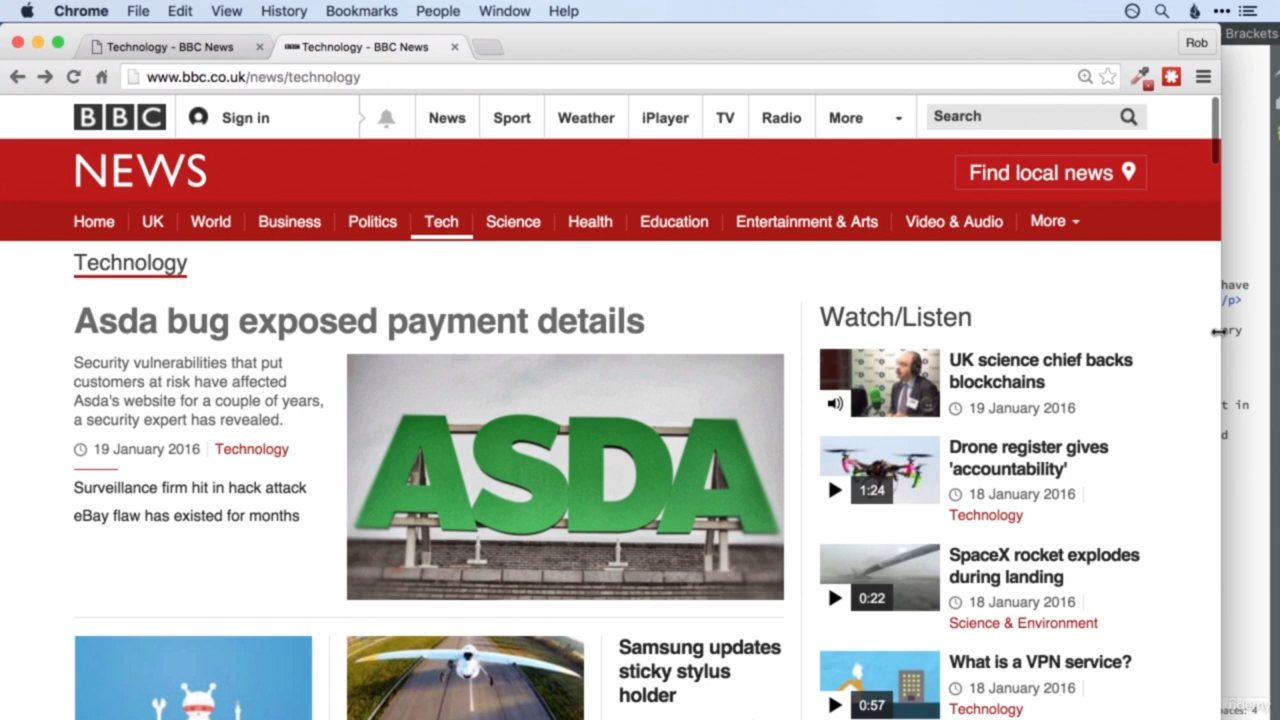 Chrome File Edit View History Bookmarks People Window Help
Brackets
Technology - BBC News
Technology - BBC News
Rob
www.bbc.co.uk/news/technology
BBC
Sign in
News Sport Weather iPlayer TV Radio More
Search
NEWS
Find local news
Home UK World Business Politics Tech Science Health Education Entertainment & Arts Video & Audio More
Technology
Asda bug exposed payment details
Security vulnerabilities that put
customers at risk have affected
Asda's website for a couple of years,
a security expert has revealed.
19 January 2016 Technology
Surveillance firm hit in hack attack
eBay flaw has existed for months
ASDA
Samsung updates
sticky stylus
holder
Watch/Listen
UK science chief backs
blockchains
19 January 2016
1:24
Drone register gives
'accountability'
18 January 2016
Technology
0:22
SpaceX rocket explodes
during landing
18 January 2016
Science & Environment
0:57
What is a VPN service?
18 January 2016
Technology
have
/p>
t in
d
udemy